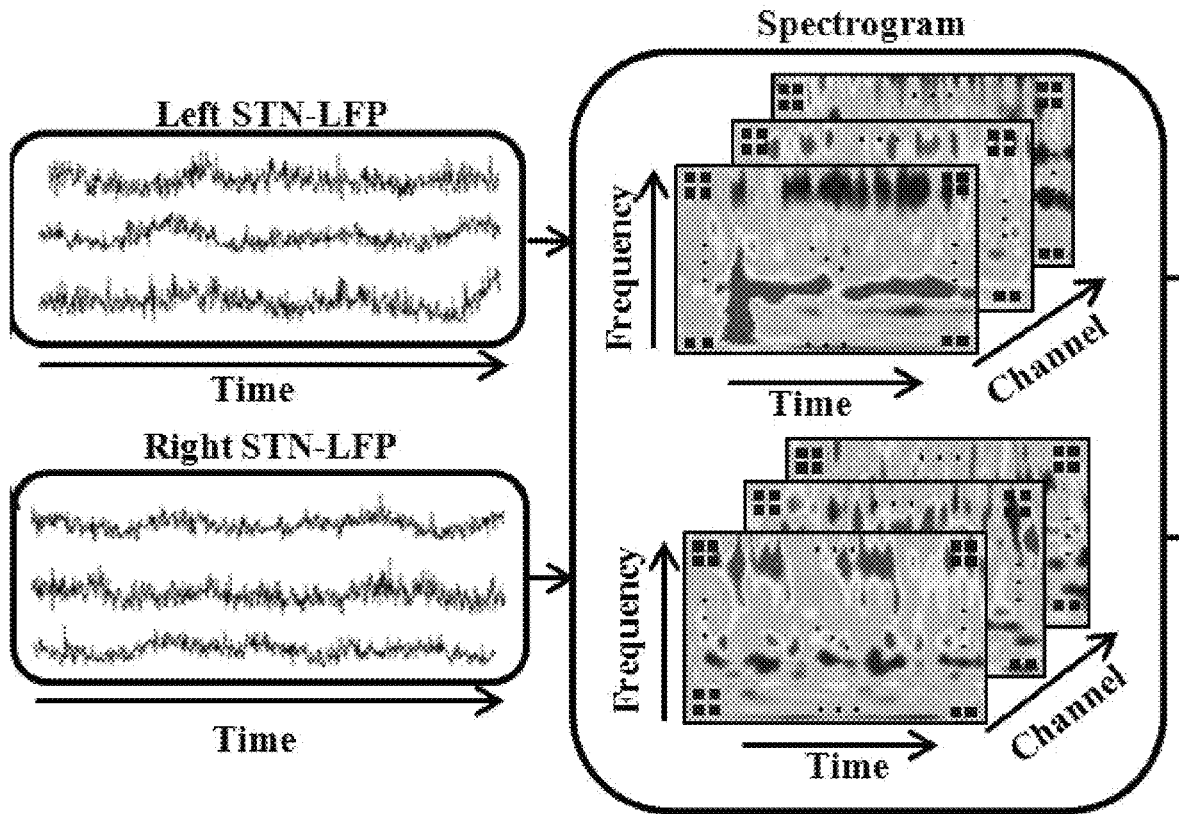 Spectrogram
Left STN-LFP
Time
Frequency
Time
Channel
Right STN-LFP
Time
Frequency
Time
Channel